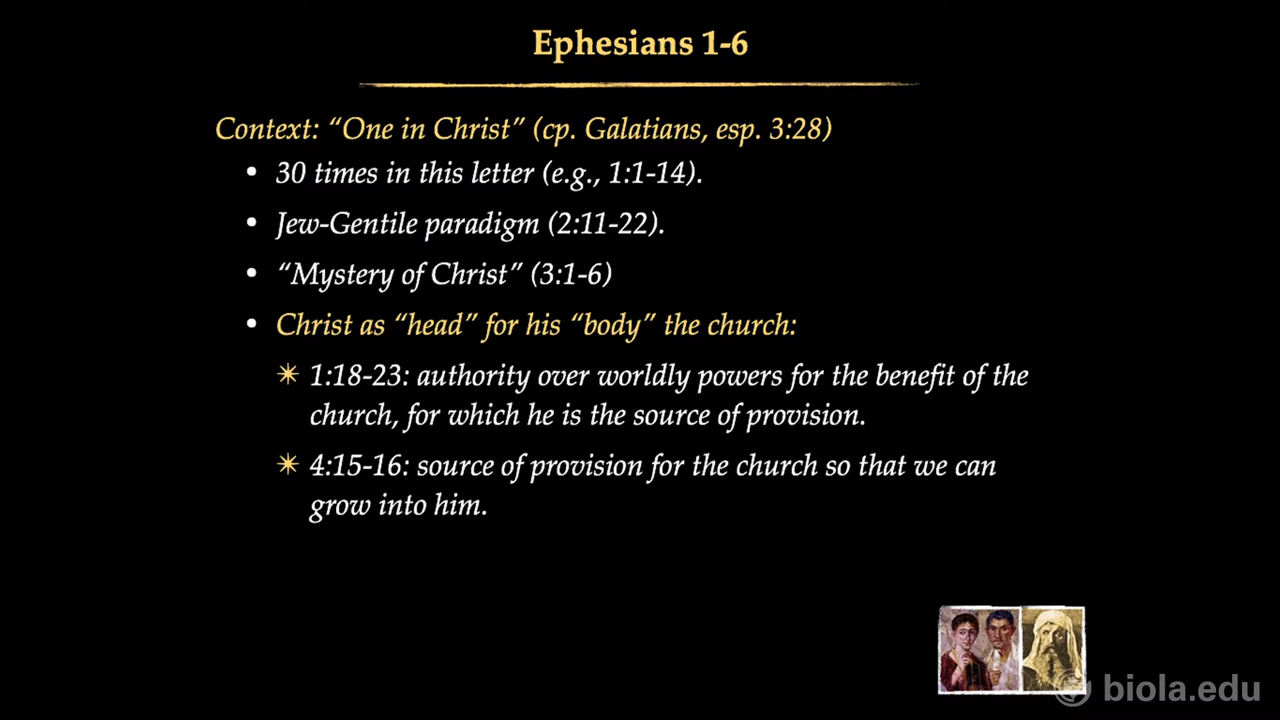 Ephesians 1-6
Context: “One in Christ” (cp. Galatians, esp. 3:28)
• 30 times in this letter (e.g., 1:1-14).
• Jew-Gentile paradigm (2:11-22).
• “Mystery of Christ” (3:1-6)
• Christ as “head” for his “body” the church:
✴ 1:18-23: authority over worldly powers for the benefit of the
church, for which he is the source of provision.
✴ 4:15-16: source of provision for the church so that we can
grow into him.
biola.edu